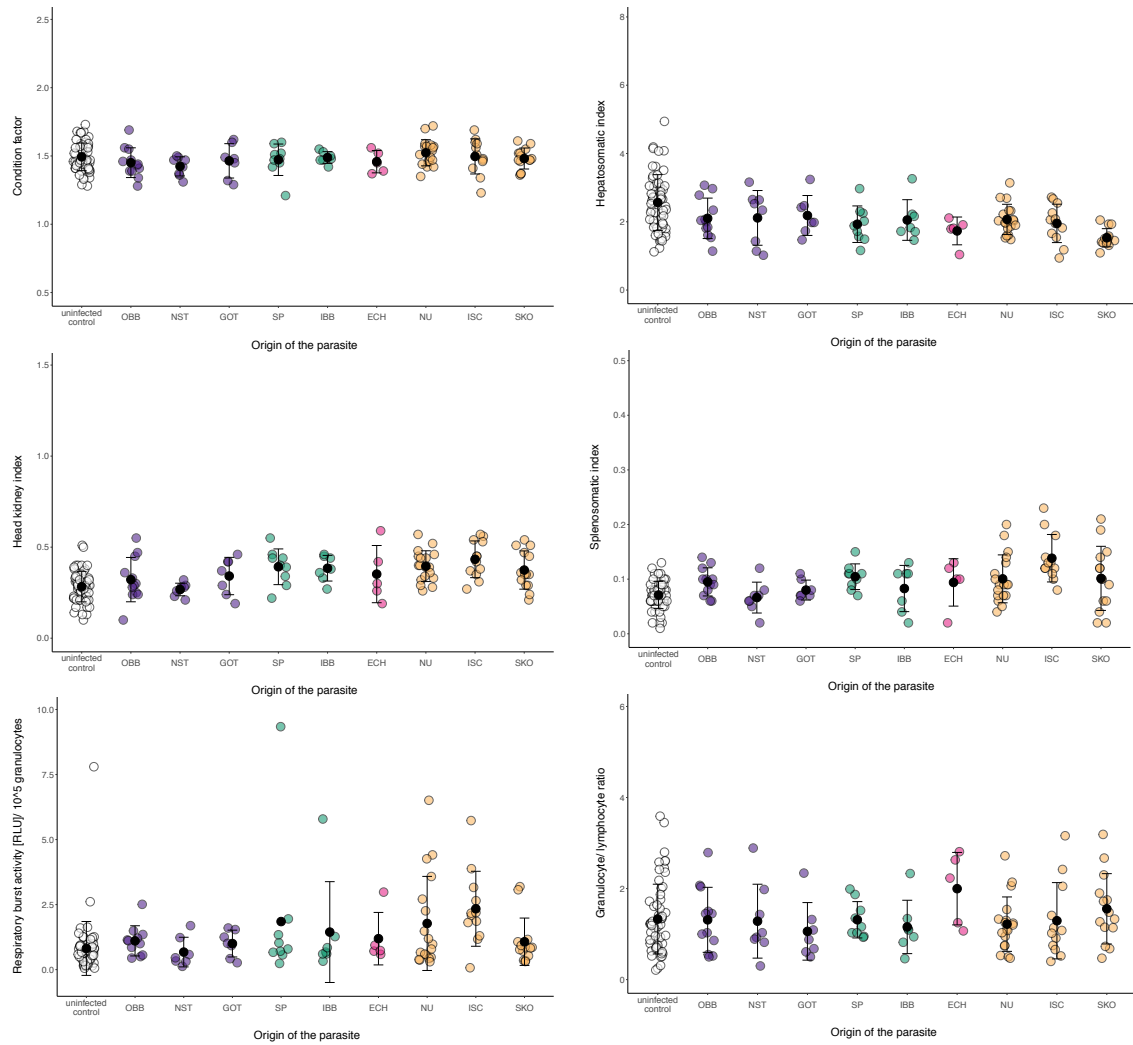 Condition factor
2.5
2.0
1.5
1.0
0.5
uninfected
control
OBB
NST
GOT
SP
IBB
ECH
NU
ISC
SKO
Origin of the parasite
Hepatosomatic index
8
6
4
2
0
uninfected
control
OBB
NST
GOT
SP
IBB
ECH
NU
ISC
SKO
Origin of the parasite
Head kidney index
1.5
1.0
0.5
0.0
uninfected
control
OBB
NST
GOT
SP
IBB
ECH
NU
ISC
SKO
Origin of the parasite
Splenosomatic index
0.5
0.4
0.3
0.2
0.1
0.0
uninfected
control
OBB
NST
GOT
SP
IBB
ECH
NU
ISC
SKO
Origin of the parasite
Respiratory burst activity [RLU]/ 10^5 granulocytes
10.0
7.5
5.0
2.5
0.0
uninfected
control
OBB
NST
GOT
SP
IBB
ECH
NU
ISC
SKO
Origin of the parasite
Granulocyte/ lymphocyte ratio
6
4
2
0
uninfected
control
OBB
NST
GOT
SP
IBB
ECH
NU
ISC
SKO
Origin of the parasite